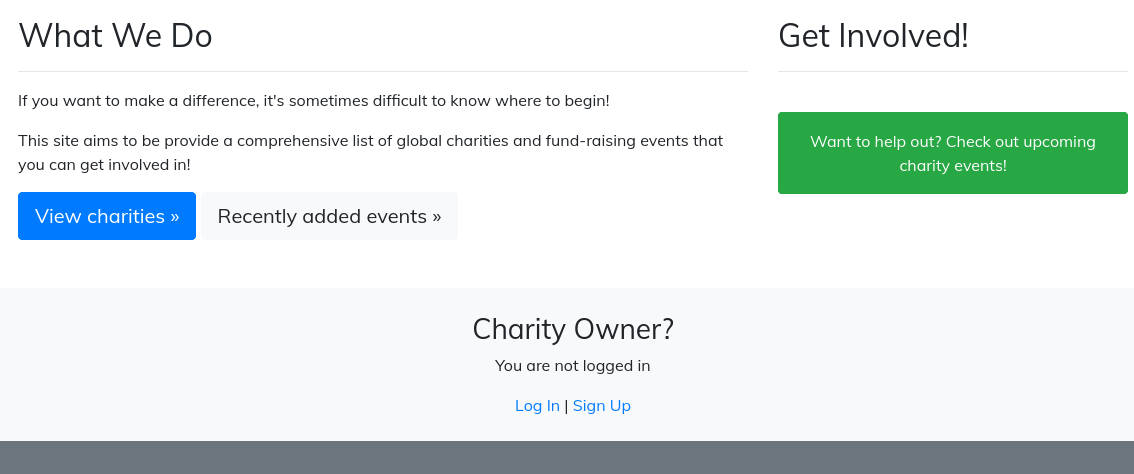 What We Do
If you want to make a difference, it's sometimes difficult to know where to begin!
This site aims to be provide a comprehensive list of global charities and fund-raising events that
you can get involved in!
View charities »
Recently added events »
Get Involved!
Want to help out? Check out upcoming
charity events!
Charity Owner?
You are not logged in
Log In | Sign Up